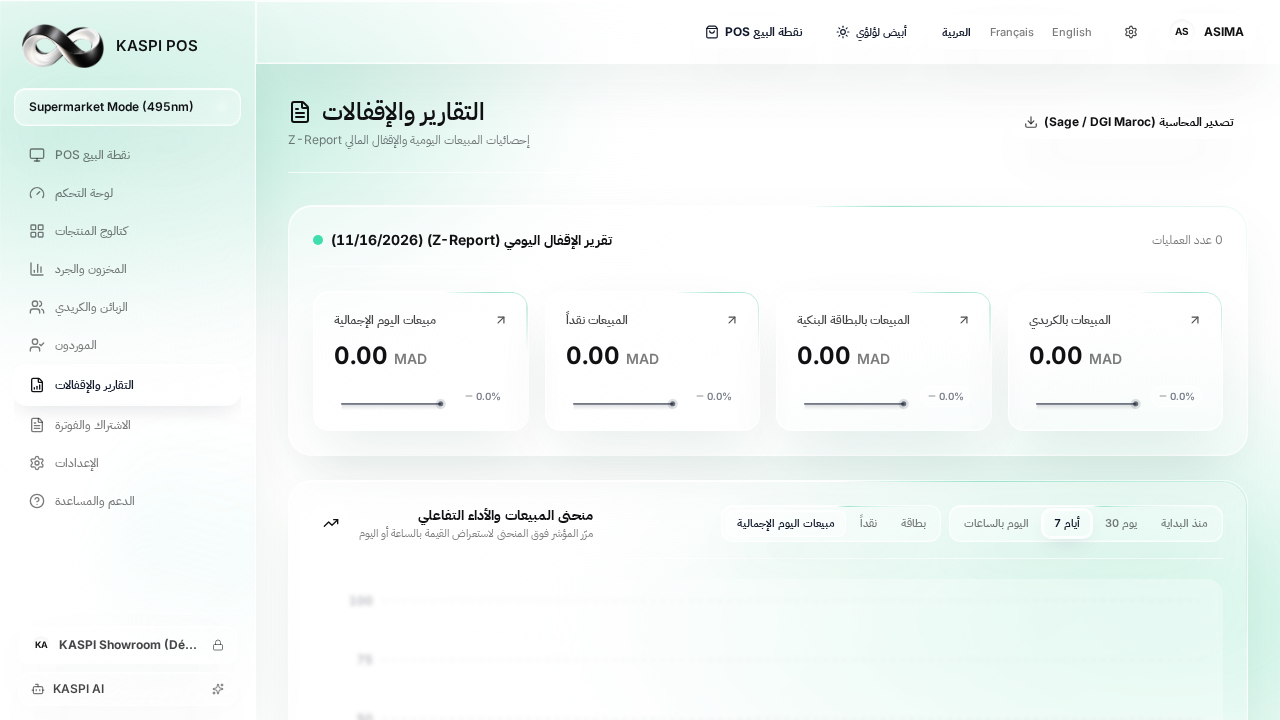 KASPI POS
Supermarket Mode (495nm)
نقطة البيع POS
لوحة التحكم
كتالوج المنتجات
المخزون والجرد
الزبائن والكريدي
الموردون
التقارير والإقفالات
الاشتراك والفوترة
الإعدادات
الدعم والمساعدة
KA KASPI Showroom (Dé...
KASPI AI
نقطة البيع POS
أبيض لؤلؤي
العربية
Français
English
AS ASIMA
التقارير والإقفالات
إحصائيات المبيعات اليومية والإقفال المالي Z-Report
تصدير المحاسبة (Sage / DGI Maroc)
تقرير الإقفال اليومي (Z-Report) (11/16/2026)
0 عدد العمليات
مبيعات اليوم الإجمالية
0.00 MAD
– 0.0%
المبيعات نقداً
0.00 MAD
– 0.0%
المبيعات بالبطاقة البنكية
0.00 MAD
– 0.0%
المبيعات بالكريدي
0.00 MAD
– 0.0%
منحنى المبيعات والأداء التفاعلي
مرّر المؤشر فوق المنحنى لاستعراض القيمة بالساعة أو اليوم
مبيعات اليوم الإجمالية
نقداً
بطاقة
اليوم بالساعات
7 أيام
30 يوم
منذ البداية
100
75
50